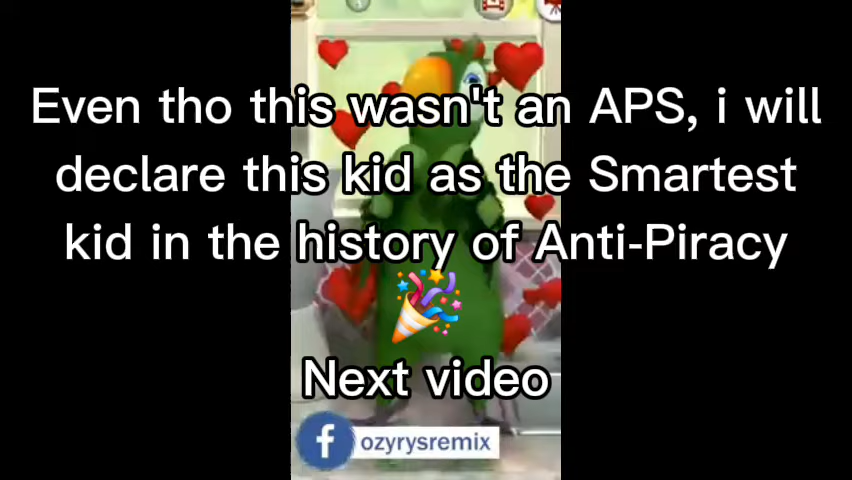 Even tho this wasn't an APS, i will
declare this kid as the Smartest
kid in the history of Anti-Piracy
🎉
Next video
f ozyrysremix